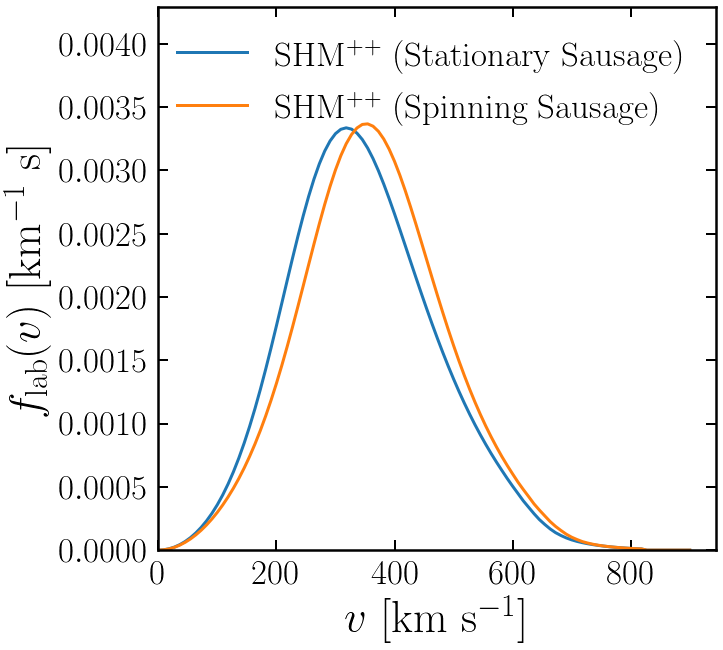 SHM⁺⁺ (Stationary Sausage)
SHM⁺⁺ (Spinning Sausage)
0.0040
0.0035
0.0030
0.0025
0.0020
0.0015
0.0010
0.0005
0.0000
f_lab(v) [km⁻¹ s]
0 200 400 600 800
v [km s⁻¹]